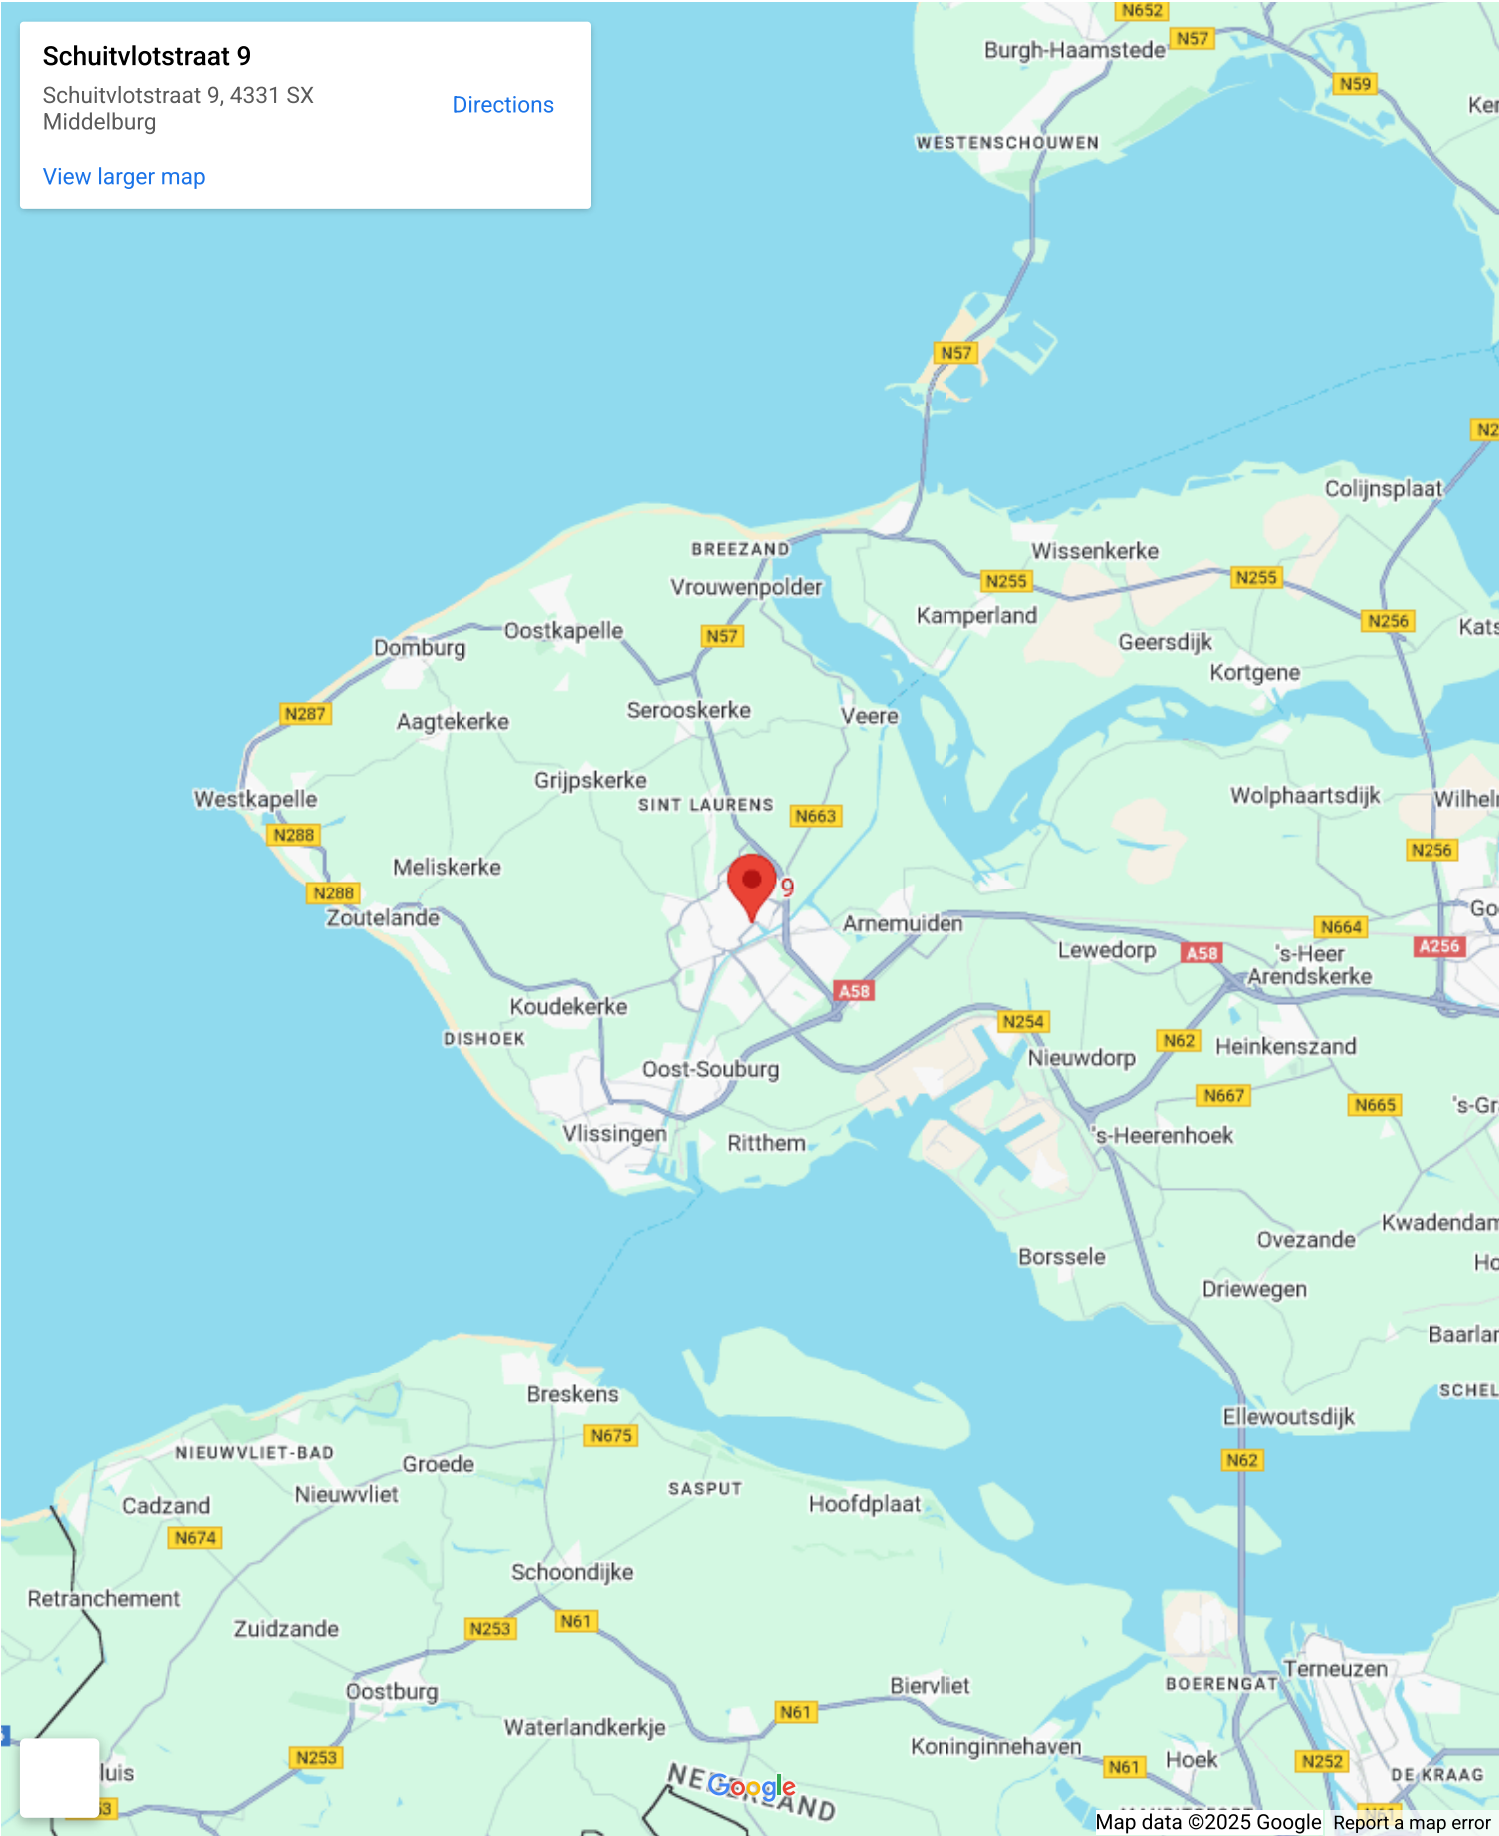 Schuitvlotstraat 9
Schuitvlotstraat 9, 4331 SX
Middelburg
Directions
View larger map
N652
N57
Burgh-Haamstede
N59
WESTENSCHOUWEN
N57
Colijnsplaat
BREEZAND
Wissenkerke
Vrouwenpolder
N255
N255
Kamperland
N256
Oostkapelle
N57
Domburg
Geersdijk
Kortgene
N287
Serooskerke
Veere
Aagtekerke
Grijpskerke
Westkapelle
SINT LAURENS
N663
Wolphaartsdijk
N288
N256
Meliskerke
9
N288
Zoutelande
Arnemuiden
N664
Lewedorp
A58
's-Heer
Arendskerke
A256
A58
Koudekerke
N254
DISHOEK
N62
Heinkenszand
Nieuwdorp
Oost-Souburg
N667
N665
Vlissingen
Ritthem
's-Heerenhoek
Ovezande
Borssele
Driewegen
Breskens
Ellewoutsdijk
N675
NIEUWVLIET-BAD
Groede
N62
SASPUT
Nieuwvliet
Cadzand
Hoofdplaat
N674
Schoondijke
Retranchement
N253
N61
Zuidzande
Terneuzen
BOERENGAT
Oostburg
Biervliet
N61
Waterlandkerkje
Koninginnehaven
N253
N61
Hoek
N252
luis
DE KRAAG
NEDERLAND
Google
53
N61
Map data ©2025 Google
Report a map error